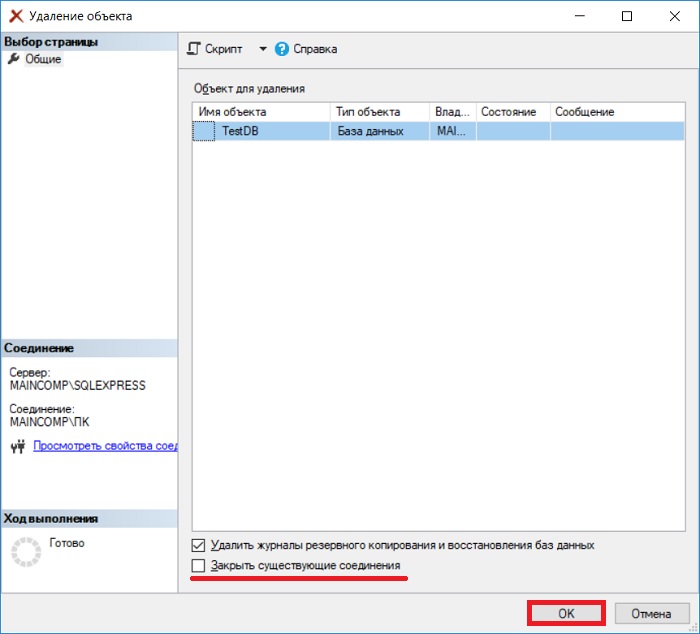 Удаление объекта
Выбор страницы
Общие
Скрипт
Справка
Объект для удаления
Имя объекта Тип объекта Влад... Состояние Сообщение
TestDB База данных MAI...
Соединение
Сервер:
MAINCOMP\SQLEXPRESS
Соединение:
MAINCOMP\ПК
Просмотреть свойства соед
Ход выполнения
Готово
Удалить журналы резервного копирования и восстановления баз данных
Закрыть существующие соединения
OK Отмена